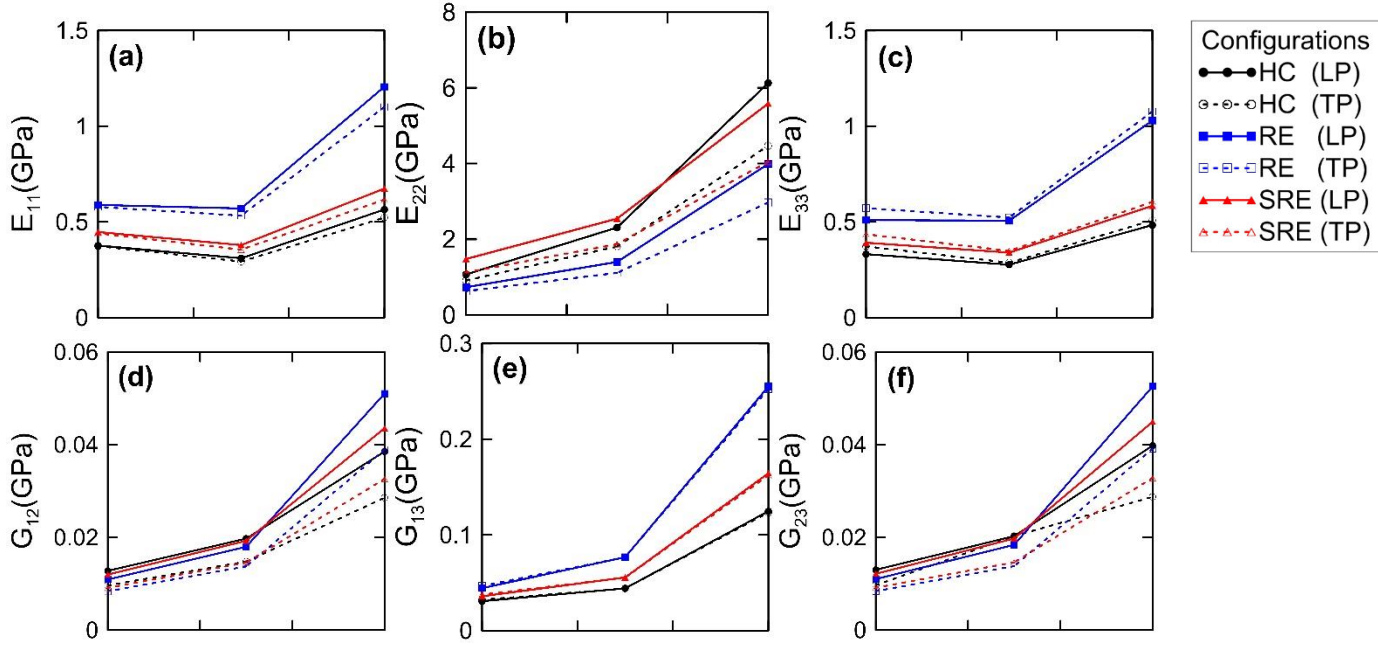 (a)
E11(GPa)
1.5
1
0.5
0
(b)
E22(GPa)
8
6
4
2
0
(c)
E33(GPa)
1.5
1
0.5
0
Configurations
HC (LP)
HC (TP)
RE (LP)
RE (TP)
SRE (LP)
SRE (TP)
(d)
G12(GPa)
0.06
0.04
0.02
0
(e)
G13(GPa)
0.3
0.2
0.1
0
(f)
G23(GPa)
0.06
0.04
0.02
0